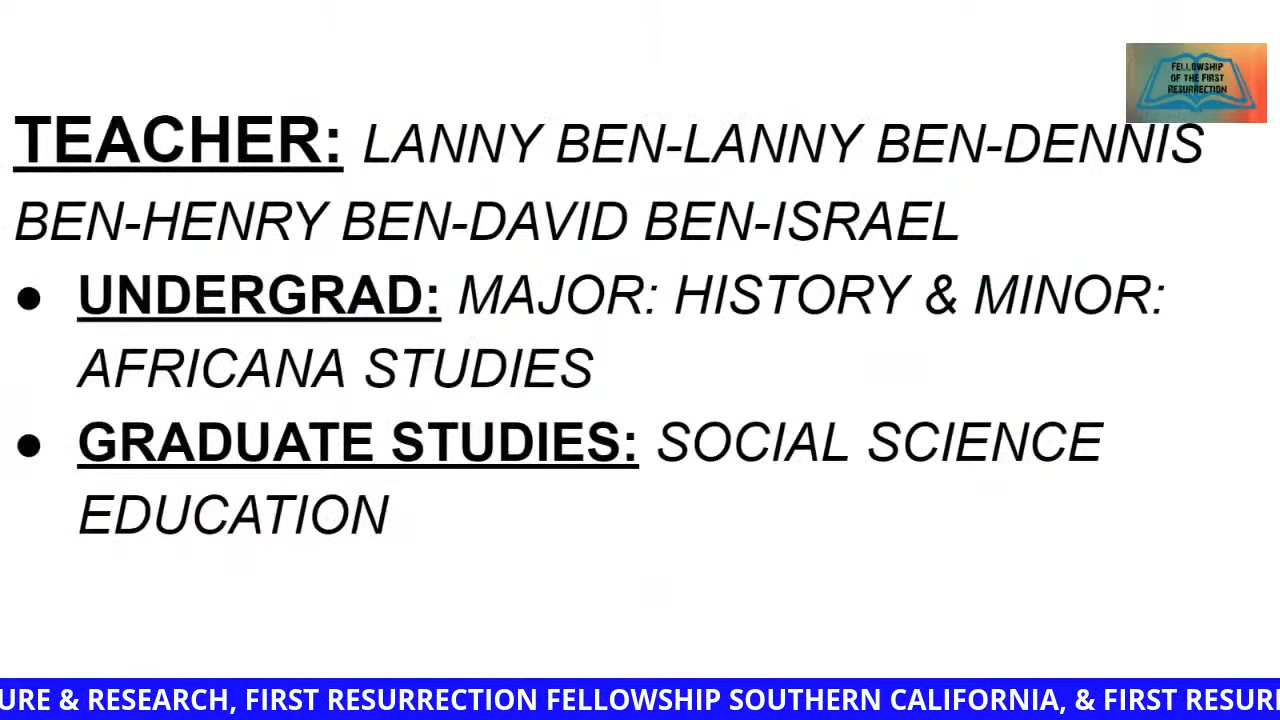 FELLOWSHIP
OF THE FIRST
RESURRECTION
TEACHER: LANNY BEN-LANNY BEN-DENNIS
BEN-HENRY BEN-DAVID BEN-ISRAEL
● UNDERGRAD: MAJOR: HISTORY & MINOR:
AFRICANA STUDIES
● GRADUATE STUDIES: SOCIAL SCIENCE
EDUCATION
URE & RESEARCH, FIRST RESURRECTION FELLOWSHIP SOUTHERN CALIFORNIA, & FIRST RESUR